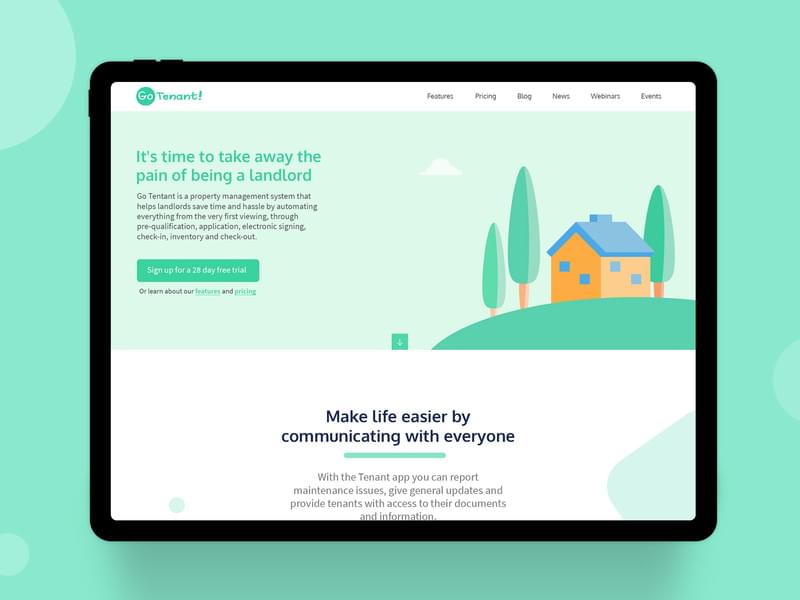 Go Tenant!
Features Pricing Blog News Webinars Events
It's time to take away the
pain of being a landlord
Go Tentant is a property management system that
helps landlords save time and hassle by automating
everything from the very first viewing, through
pre-qualification, application, electronic signing,
check-in, inventory and check-out.
Sign up for a 28 day free trial
Or learn about our features and pricing
Make life easier by
communicating with everyone
With the Tenant app you can report
maintenance issues, give general updates and
provide tenants with access to their documents
and information.